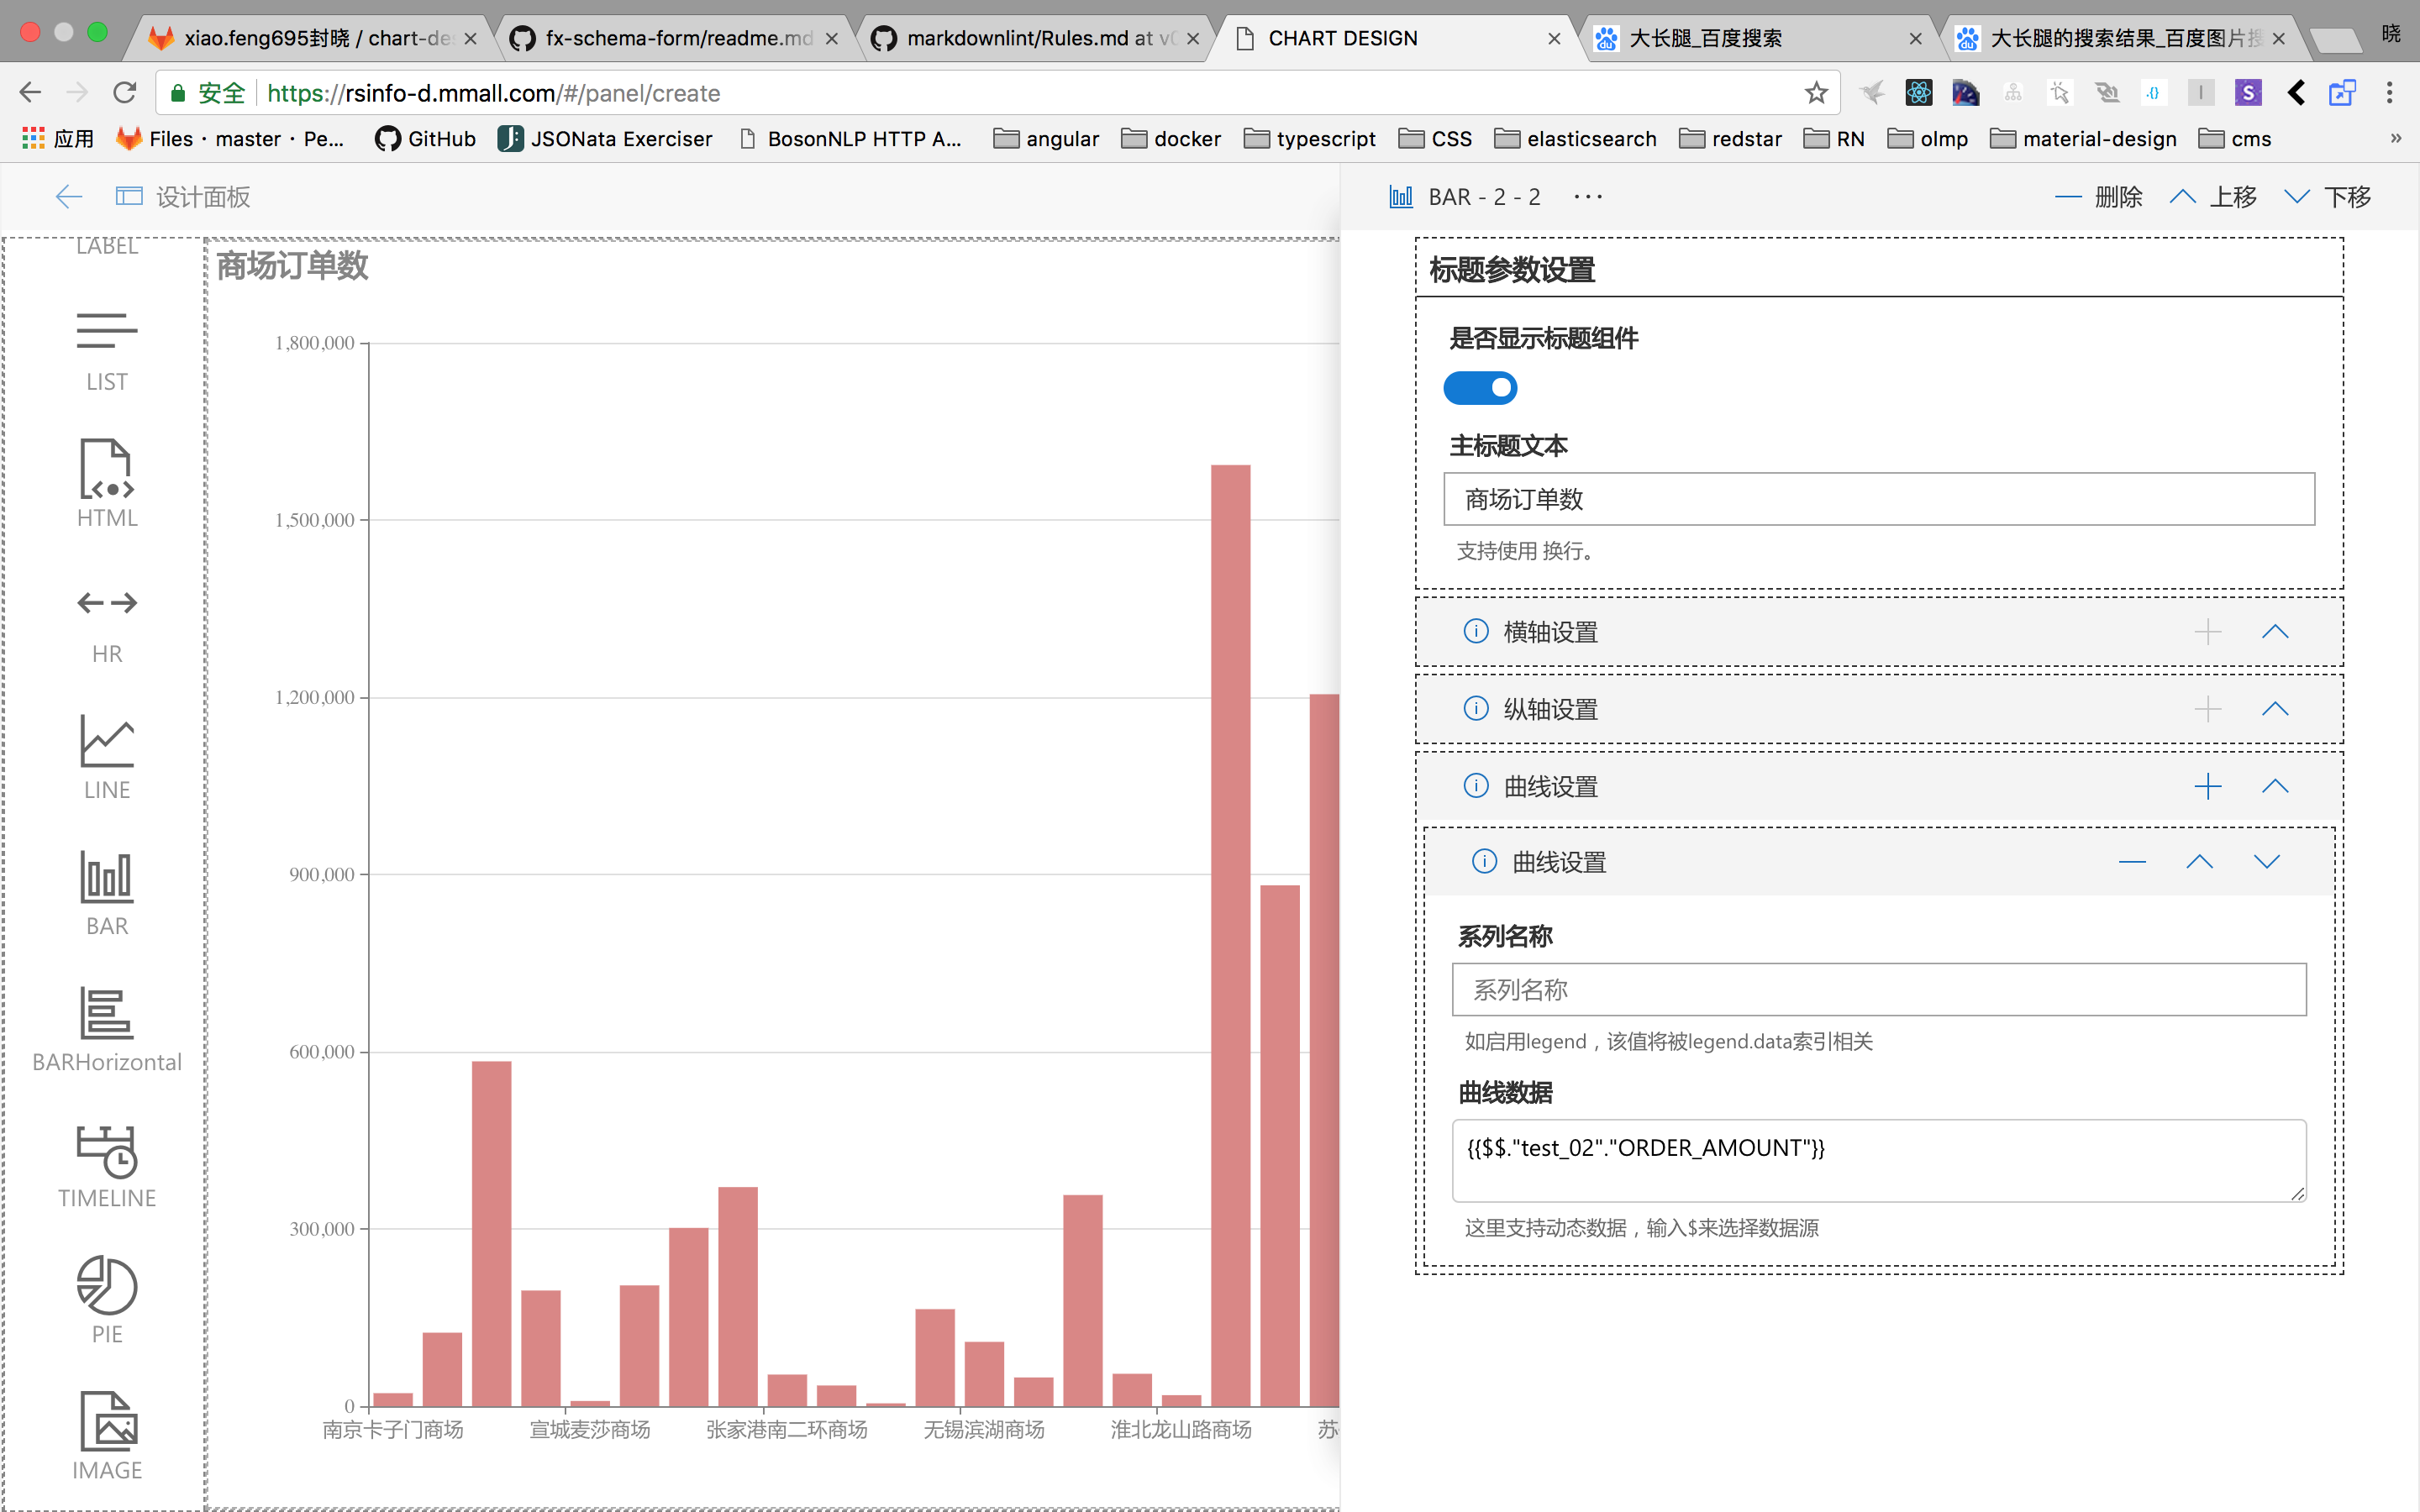 xiao.feng695封晓 / chart-de
fx-schema-form/readme.md
markdownlint/Rules.md at v0
CHART DESIGN
大长腿_百度搜索
大长腿的搜索结果_百度图片搜
晓
安全 https://rsinfo-d.mmall.com/#/panel/create
应用
Files · master · Pe...
GitHub
JSONata Exerciser
BosonNLP HTTP A...
angular
docker
typescript
CSS
elasticsearch
redstar
RN
olmp
material-design
cms
»
设计面板
BAR - 2 - 2 ···
删除
上移
下移
LABEL
LIST
HTML
HR
LINE
BAR
BARHorizontal
TIMELINE
PIE
IMAGE
商场订单数
1,800,000
1,500,000
1,200,000
900,000
600,000
300,000
0
南京卡子门商场
宣城麦莎商场
张家港南二环商场
无锡滨湖商场
淮北龙山路商场
苏
标题参数设置
是否显示标题组件
主标题文本
商场订单数
支持使用 换行。
横轴设置
纵轴设置
曲线设置
曲线设置
系列名称
系列名称
如启用legend，该值将被legend.data索引相关
曲线数据
{{$$."test_02"."ORDER_AMOUNT"}}
这里支持动态数据，输入$来选择数据源